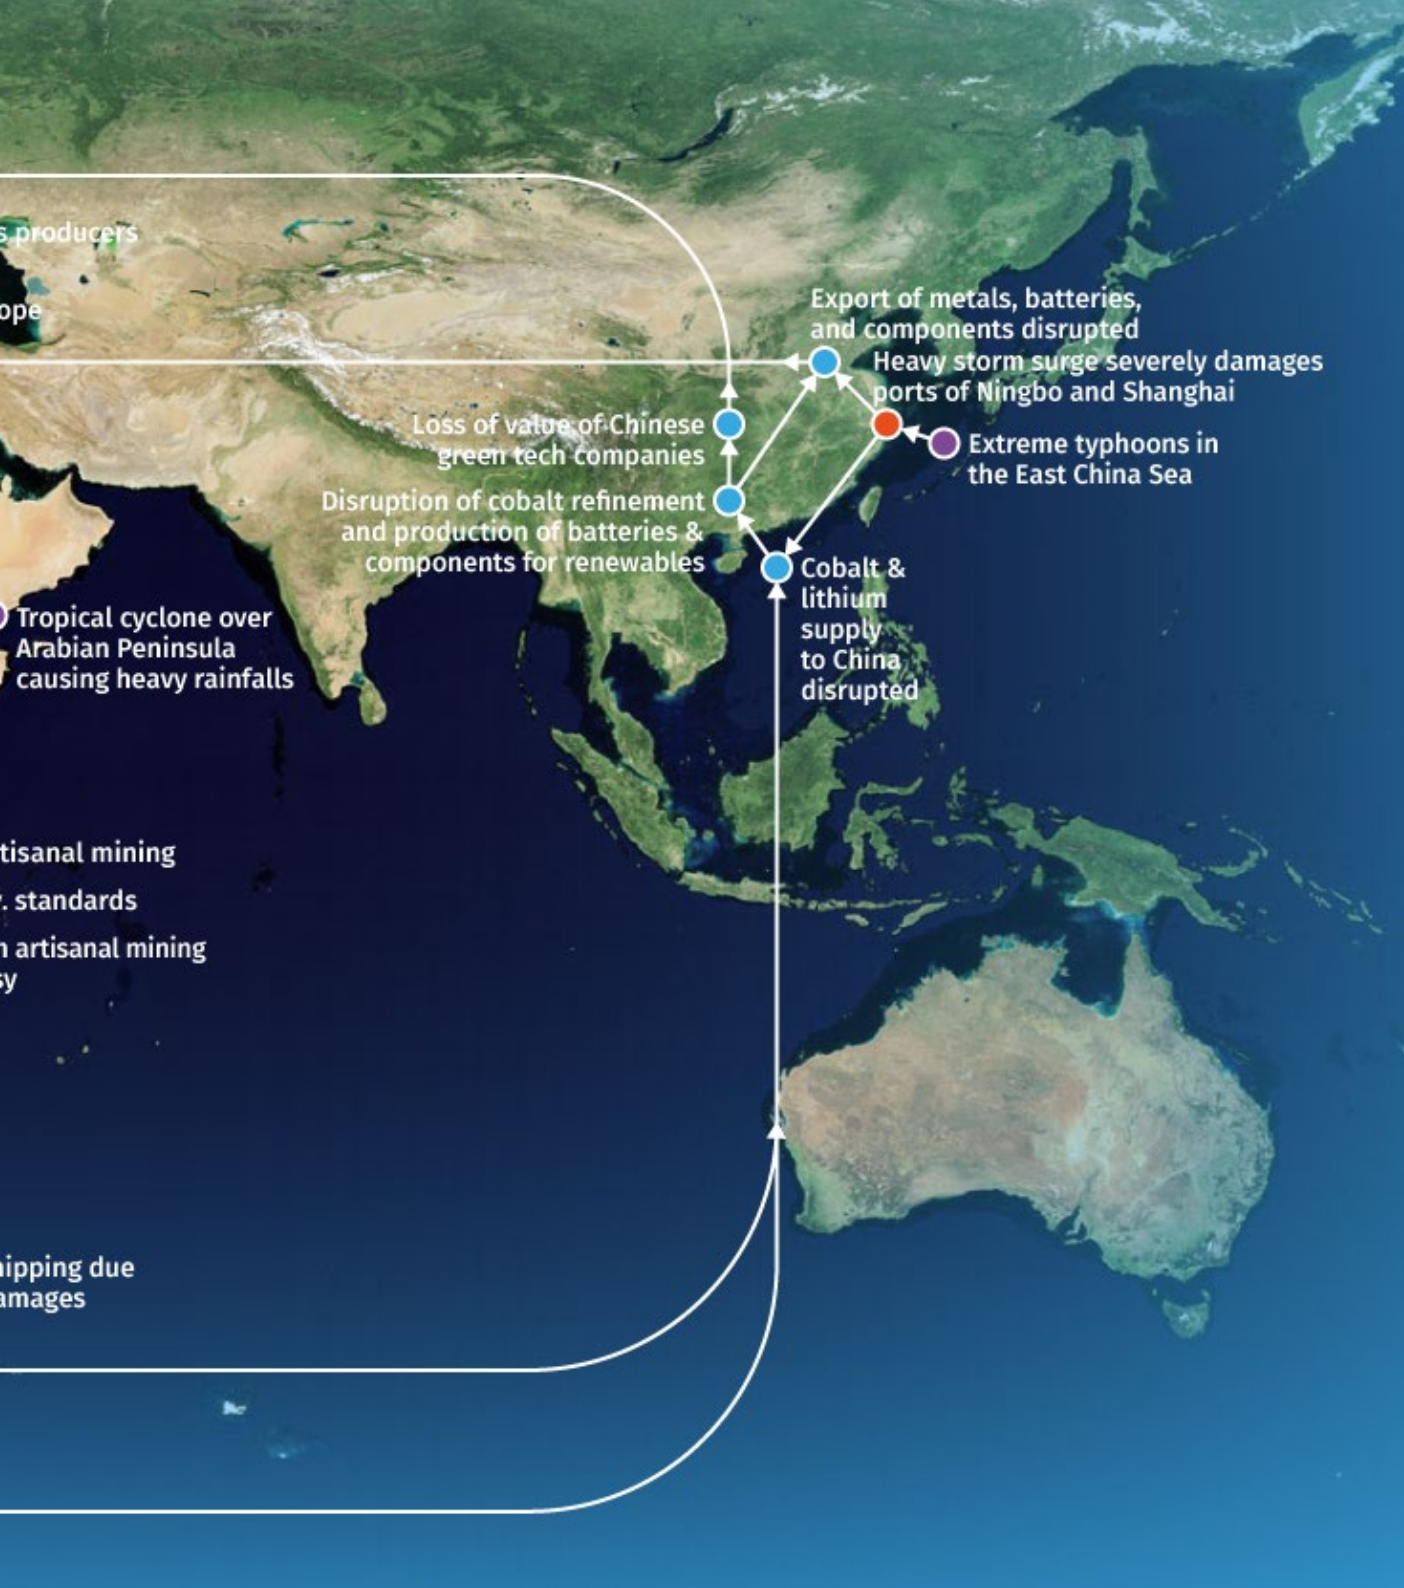 s producers
ope
Export of metals, batteries,
and components disrupted
Heavy storm surge severely damages
ports of Ningbo and Shanghai
Loss of value of Chinese
green tech companies
Extreme typhoons in
the East China Sea
Disruption of cobalt refinement
and production of batteries &
components for renewables
Cobalt &
lithium
supply
to China
disrupted
Tropical cyclone over
Arabian Peninsula
causing heavy rainfalls
tisanal mining
. standards
artisanal mining
sy
ipping due
amages